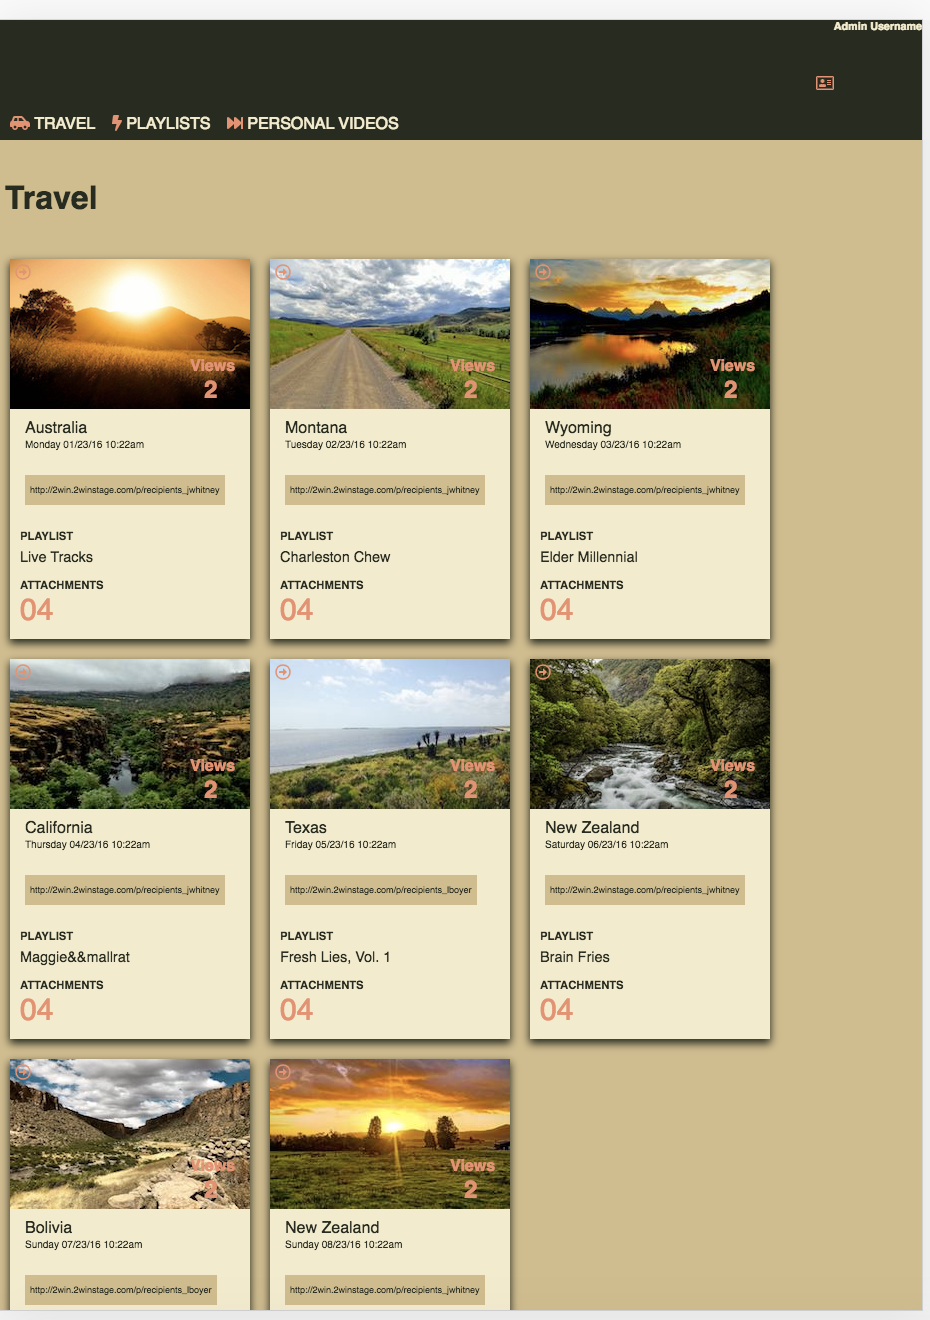 Admin Username
TRAVEL PLAYLISTS PERSONAL VIDEOS
Travel
Views
2
Australia
Monday 01/23/16 10:22am
http://2win.2winstage.com/p/recipients_jwhitney
PLAYLIST
Live Tracks
ATTACHMENTS
04
Views
2
Montana
Tuesday 02/23/16 10:22am
http://2win.2winstage.com/p/recipients_jwhitney
PLAYLIST
Charleston Chew
ATTACHMENTS
04
Views
2
Wyoming
Wednesday 03/23/16 10:22am
http://2win.2winstage.com/p/recipients_jwhitney
PLAYLIST
Elder Millennial
ATTACHMENTS
04
Views
2
California
Thursday 04/23/16 10:22am
http://2win.2winstage.com/p/recipients_jwhitney
PLAYLIST
Maggie&&mallrat
ATTACHMENTS
04
Views
2
Texas
Friday 05/23/16 10:22am
http://2win.2winstage.com/p/recipients_lboyer
PLAYLIST
Fresh Lies, Vol. 1
ATTACHMENTS
04
Views
2
New Zealand
Saturday 06/23/16 10:22am
http://2win.2winstage.com/p/recipients_jwhitney
PLAYLIST
Brain Fries
ATTACHMENTS
04
Views
2
Bolivia
Sunday 07/23/16 10:22am
http://2win.2winstage.com/p/recipients_lboyer
Views
2
New Zealand
Sunday 08/23/16 10:22am
http://2win.2winstage.com/p/recipients_jwhitney